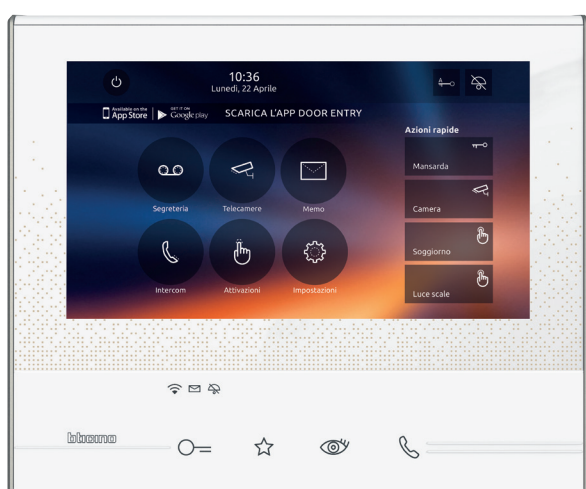 10:36
Lunedì, 22 Aprile
A
Available on the
App Store
GET IT ON
Google play
SCARICA L'APP DOOR ENTRY
Azioni rapide
Mansarda
Segreteria
Telecamere
Memo
Camera
Soggiorno
Intercom
Attivazioni
Impostazioni
Luce scale
bticino